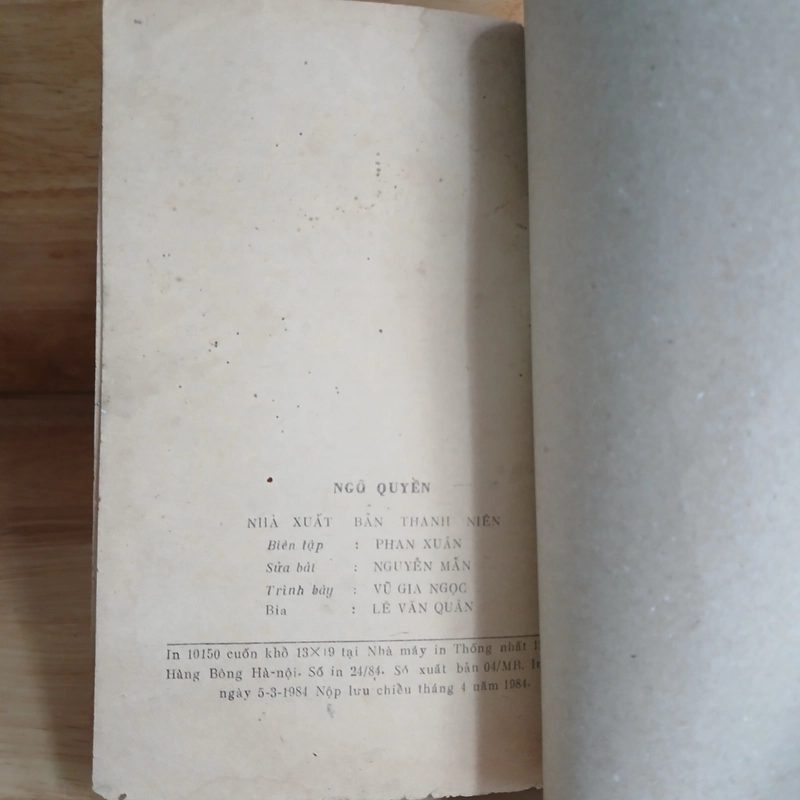 NGÔ QUYỀN
NHÀ XUẤT BẢN THANH NIÊN
Biên tập : PHAN XUÂN
Sửa bài : NGUYỄN MẪN
Trình bày : VŨ GIA NGỌC
Bìa : LÊ VĂN QUÂN
In 10150 cuốn khổ 13×19 tại Nhà máy in Thống nhất
Hàng Bông Hà-nội. Số in 24/84. Số xuất bản 04/MB.
ngày 5-3-1984 Nộp lưu chiểu tháng 4 năm 1984.